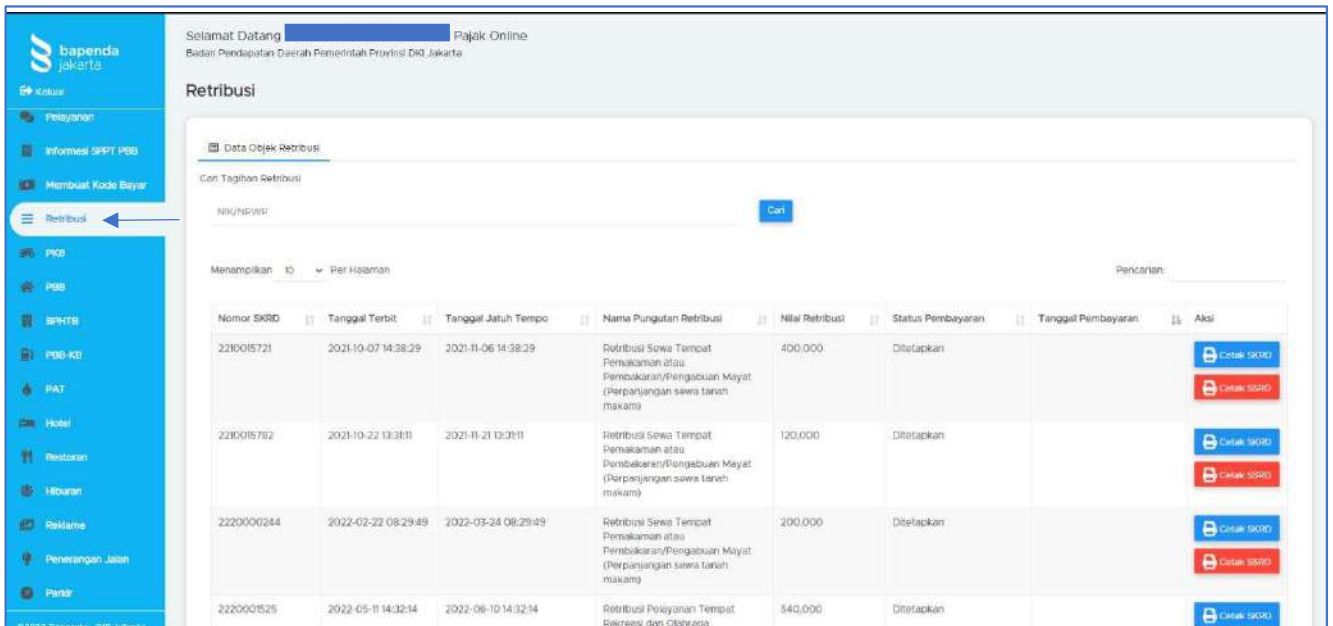 bapenda
jakarta
Keluar
Pelayanan
Informasi SPPT PBB
Membuat Kode Bayar
Retribusi
PKB
PBB
BPHTB
PBB-KB
PAT
Hotel
Restoran
Hiburan
Reklame
Penerangan Jalan
Parkir
Selamat Datang Pajak Online
Badan Pendapatan Daerah Pemerintah Provinsi DKI Jakarta
Retribusi
Data Objek Retribusi
Cari Tagihan Retribusi
NIK/NPWP
Cari
Menampilkan 10 Per Halaman
Pencarian:
Nomor SKRD Tanggal Terbit Tanggal Jatuh Tempo Nama Pungutan Retribusi Nilai Retribusi Status Pembayaran Tanggal Pembayaran Aksi
2210015721 2021-10-07 14:38:29 2021-11-06 14:38:29 Retribusi Sewa Tempat 400,000 Ditetapkan
Pemakaman atau
Pembakaran/Pengabuan Mayat
(Perpanjangan sewa tanah
makam)
Cetak SKRD
Cetak SSRD
2210015792 2021-10-22 13:31:11 2021-11-21 13:31:11 Retribusi Sewa Tempat 120,000 Ditetapkan
Pemakaman atau
Pembakaran/Pengabuan Mayat
(Perpanjangan sewa tanah
makam)
Cetak SKRD
Cetak SSRD
2220000244 2022-02-22 08:29:49 2022-03-24 08:29:49 Retribusi Sewa Tempat 200,000 Ditetapkan
Pemakaman atau
Pembakaran/Pengabuan Mayat
(Perpanjangan sewa tanah
makam)
Cetak SKRD
Cetak SSRD
2220001525 2022-05-11 14:32:14 2022-06-10 14:32:14 Retribusi Pelayanan Tempat 540,000 Ditetapkan
Rekreasi dan Olahraga
Cetak SKRD